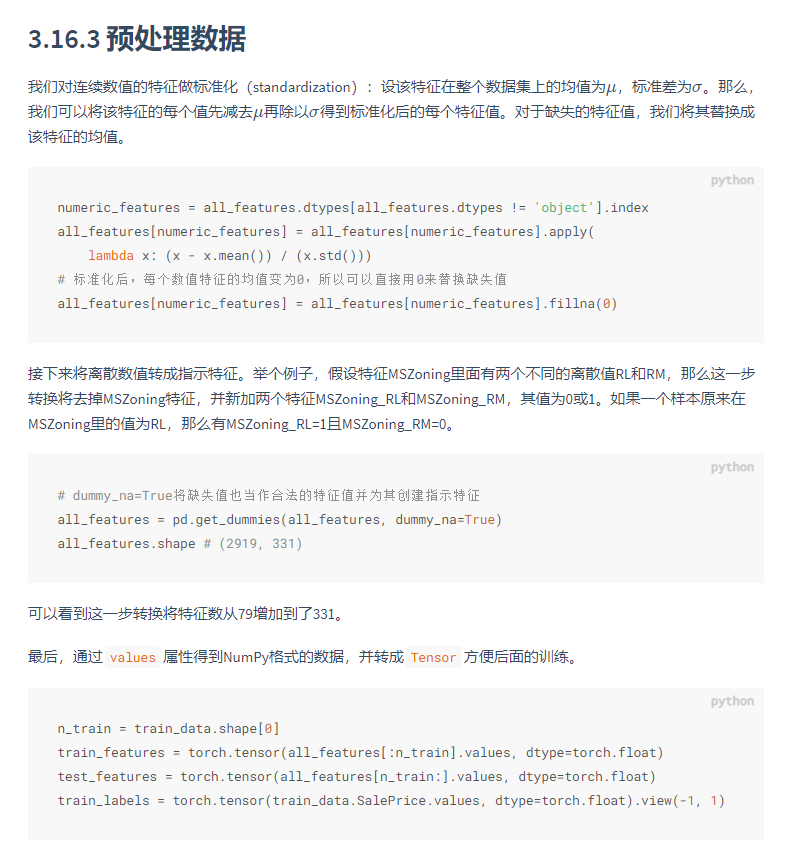 3.16.3 预处理数据
我们对连续数值的特征做标准化（standardization）：设该特征在整个数据集上的均值为μ，标准差为σ。那么，
我们可以将该特征的每个值先减去μ再除以σ得到标准化后的每个特征值。对于缺失的特征值，我们将其替换成
该特征的均值。
python
numeric_features = all_features.dtypes[all_features.dtypes != 'object'].index
all_features[numeric_features] = all_features[numeric_features].apply(
    lambda x: (x - x.mean()) / (x.std()))
# 标准化后，每个数值特征的均值变为0，所以可以直接用0来替换缺失值
all_features[numeric_features] = all_features[numeric_features].fillna(0)
接下来将离散数值转成指示特征。举个例子，假设特征MSZoning里面有两个不同的离散值RL和RM，那么这一步
转换将去掉MSZoning特征，并新加两个特征MSZoning_RL和MSZoning_RM，其值为0或1。如果一个样本原来在
MSZoning里的值为RL，那么有MSZoning_RL=1且MSZoning_RM=0。
python
# dummy_na=True将缺失值也当作合法的特征值并为其创建指示特征
all_features = pd.get_dummies(all_features, dummy_na=True)
all_features.shape # (2919, 331)
可以看到这一步转换将特征数从79增加到了331。
最后，通过 values 属性得到NumPy格式的数据，并转成 Tensor 方便后面的训练。
python
n_train = train_data.shape[0]
train_features = torch.tensor(all_features[:n_train].values, dtype=torch.float)
test_features = torch.tensor(all_features[n_train:].values, dtype=torch.float)
train_labels = torch.tensor(train_data.SalePrice.values, dtype=torch.float).view(-1, 1)